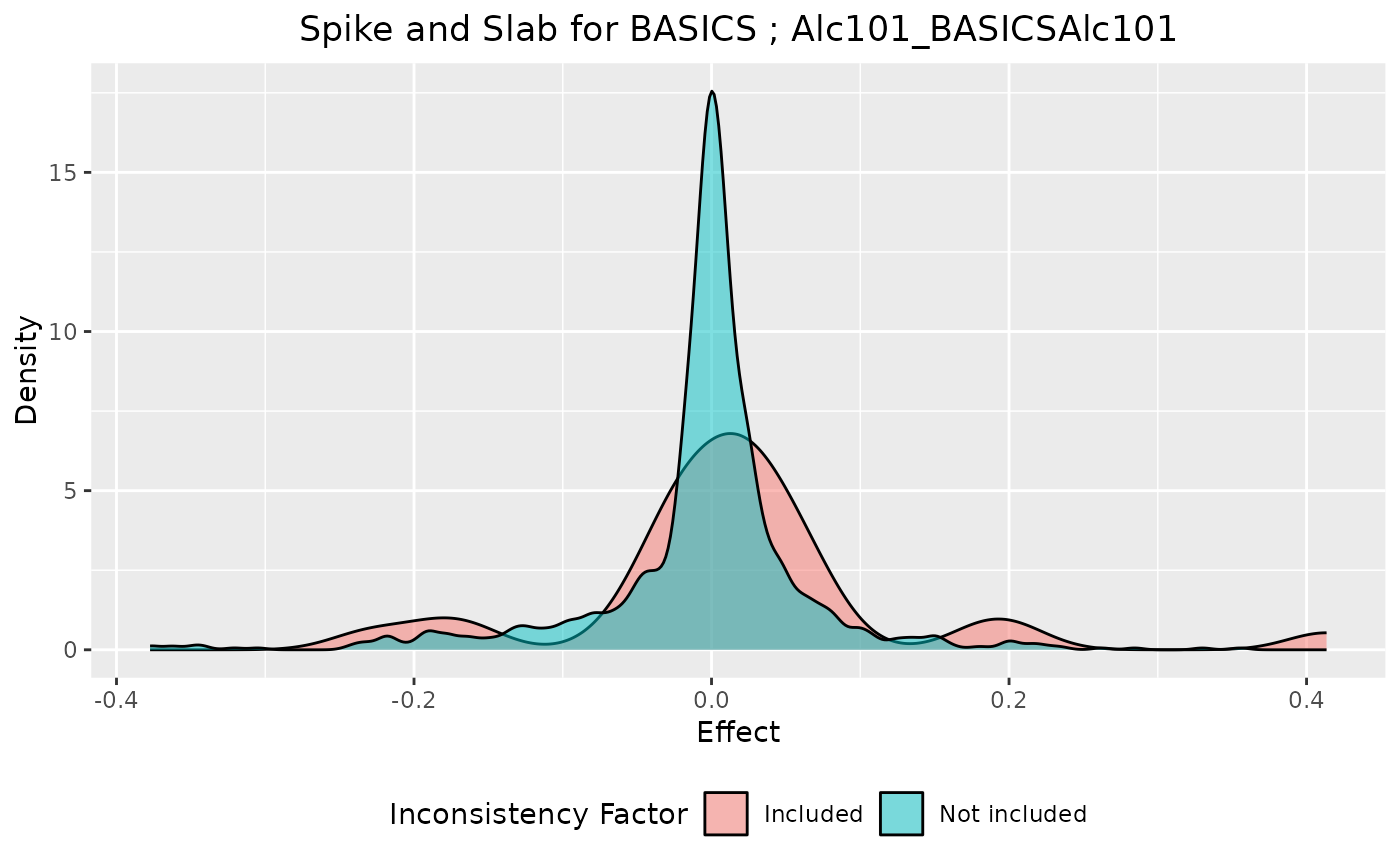 Spike and Slab for BASICS ; Alc101_BASICSAlc101
Density
15
10
5
0
-0.4 -0.2 0.0 0.2 0.4
Effect
Inconsistency Factor Included Not included